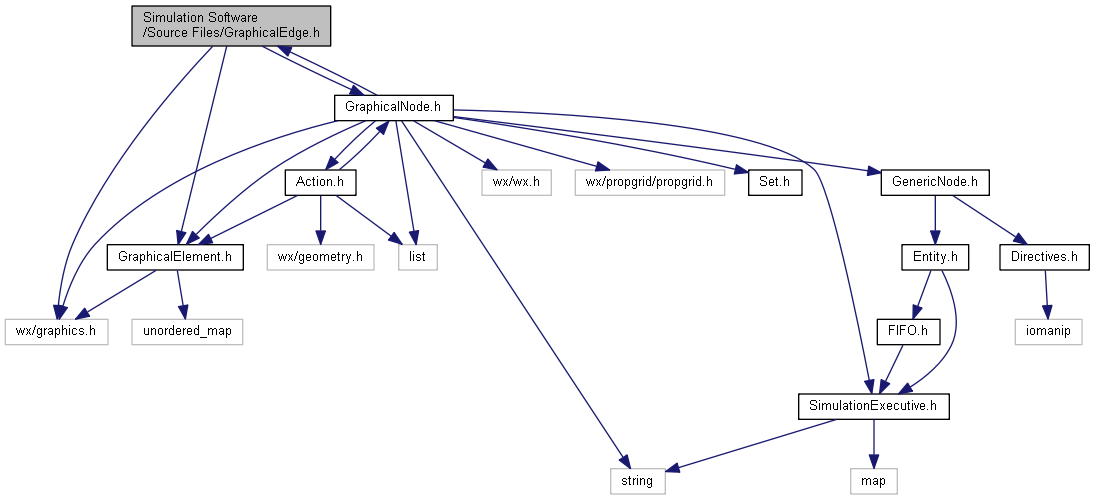 Simulation Software
/Source Files/GraphicalEdge.h
GraphicalNode.h
Action.h
wx/wx.h
wx/propgrid/propgrid.h
Set.h
GenericNode.h
GraphicalElement.h
wx/geometry.h
list
Entity.h
Directives.h
wx/graphics.h
unordered_map
FIFO.h
iomanip
SimulationExecutive.h
string
map